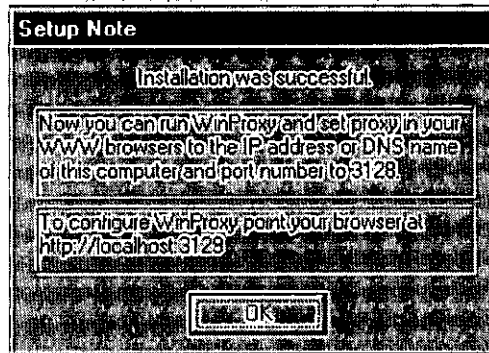 Setup Note
Installation was successful.
Now you can run WinProxy and set proxy in your
WWW browsers to the IP address or DNS name
of this computer and port number to 3128.
To configure WinProxy point your browser at
http://localhost:3129
OK